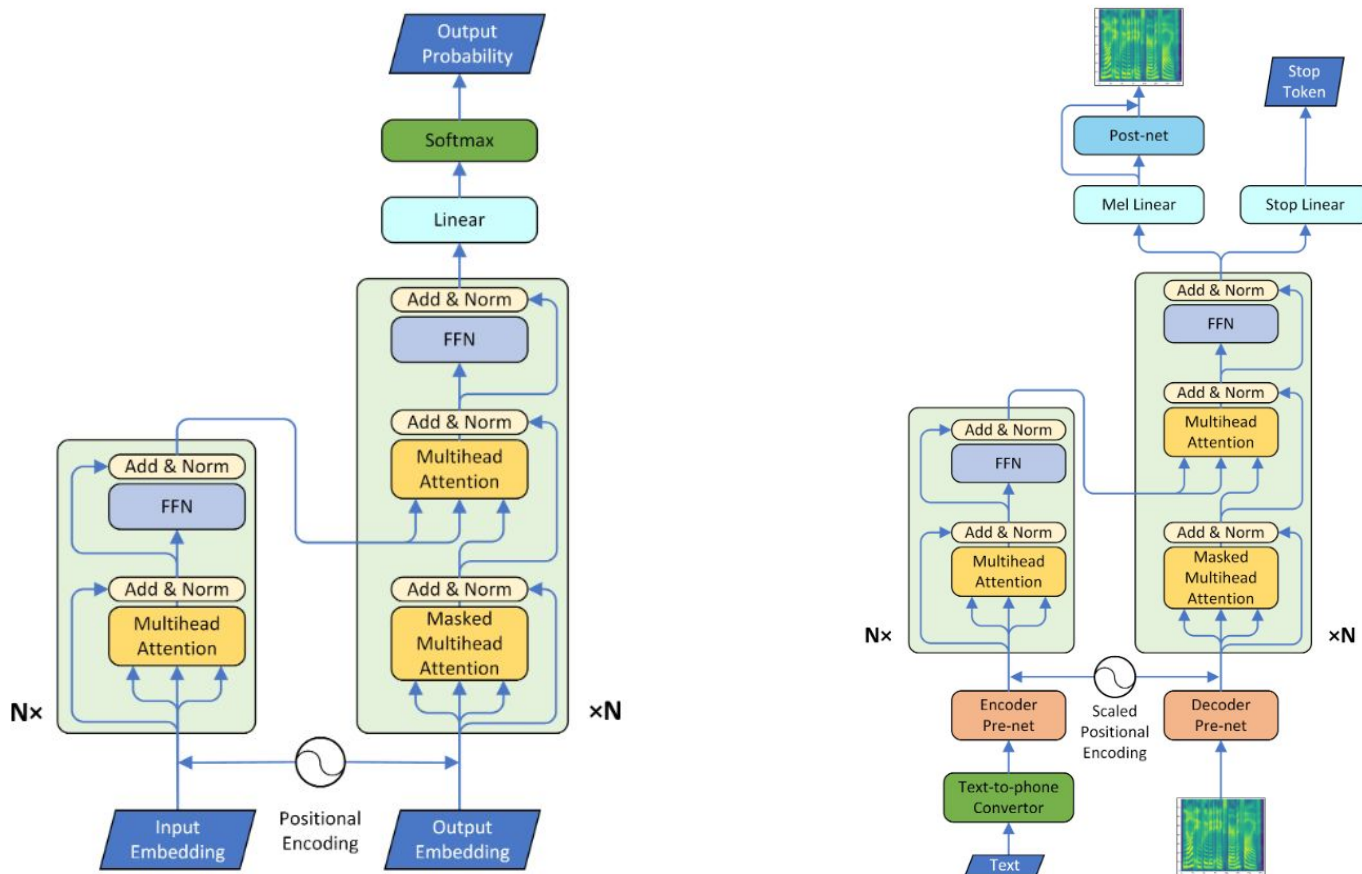 Output
Probability
Softmax
Linear
Add & Norm
FFN
Add & Norm
Multihead
Attention
Add & Norm
Masked
Multihead
Attention
×N
Add & Norm
FFN
Add & Norm
Multihead
Attention
N×
Positional
Encoding
Input
Embedding
Output
Embedding
Stop
Token
Post-net
Mel Linear
Stop Linear
Add & Norm
FFN
Add & Norm
Multihead
Attention
Add & Norm
Masked
Multihead
Attention
×N
Add & Norm
FFN
Add & Norm
Multihead
Attention
N×
Encoder
Pre-net
Scaled
Positional
Encoding
Decoder
Pre-net
Text-to-phone
Convertor
Text